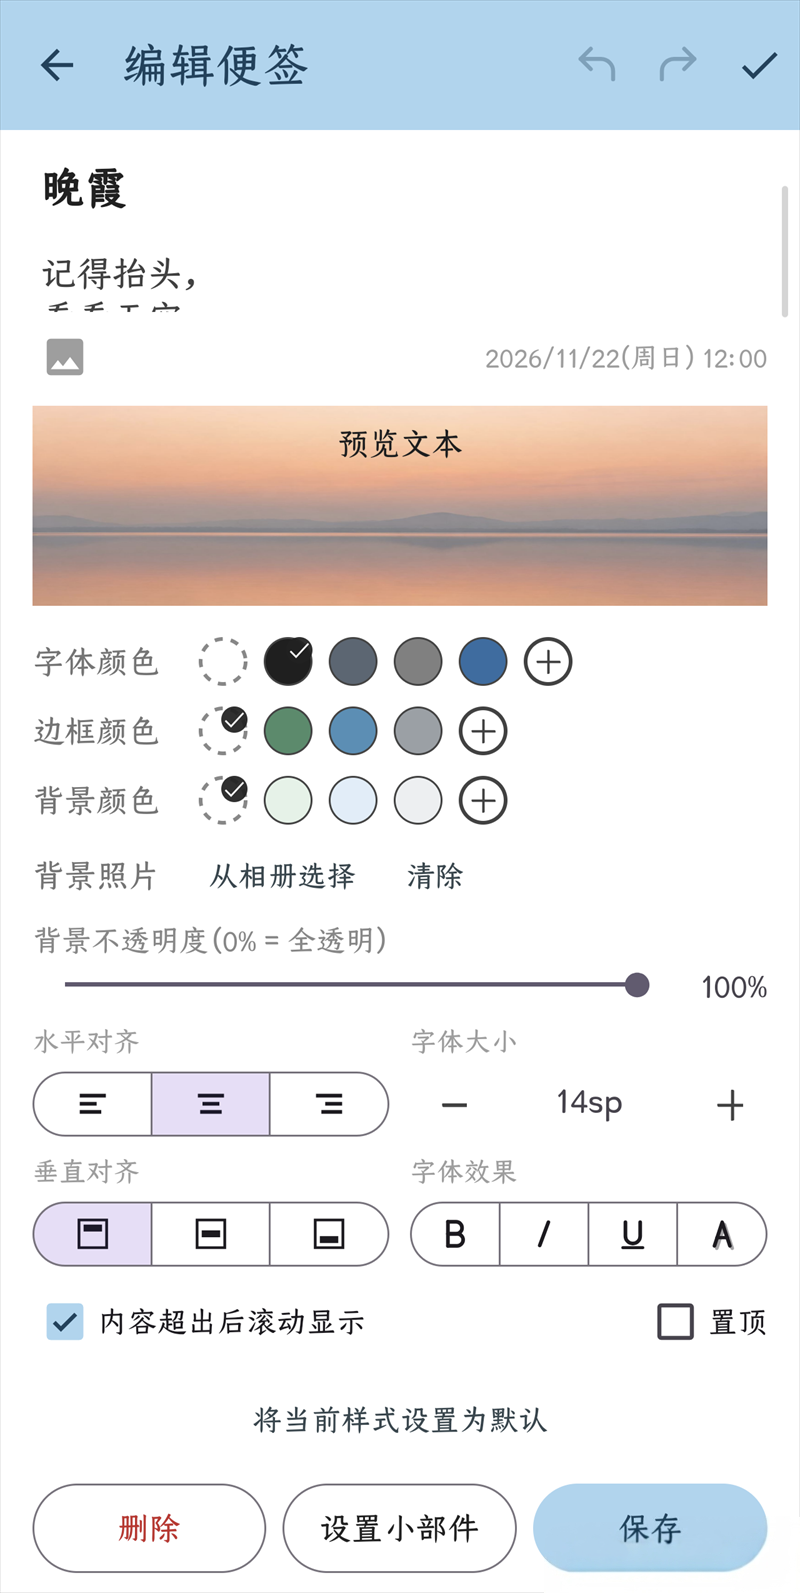 编辑便签
晚霞
记得抬头，
2026/11/22(周日) 12:00
预览文本
字体颜色
边框颜色
背景颜色
背景照片 从相册选择 清除
背景不透明度(0% = 全透明)
100%
水平对齐 字体大小
14sp
垂直对齐 字体效果
B I U A
内容超出后滚动显示 置顶
将当前样式设置为默认
删除 设置小部件 保存